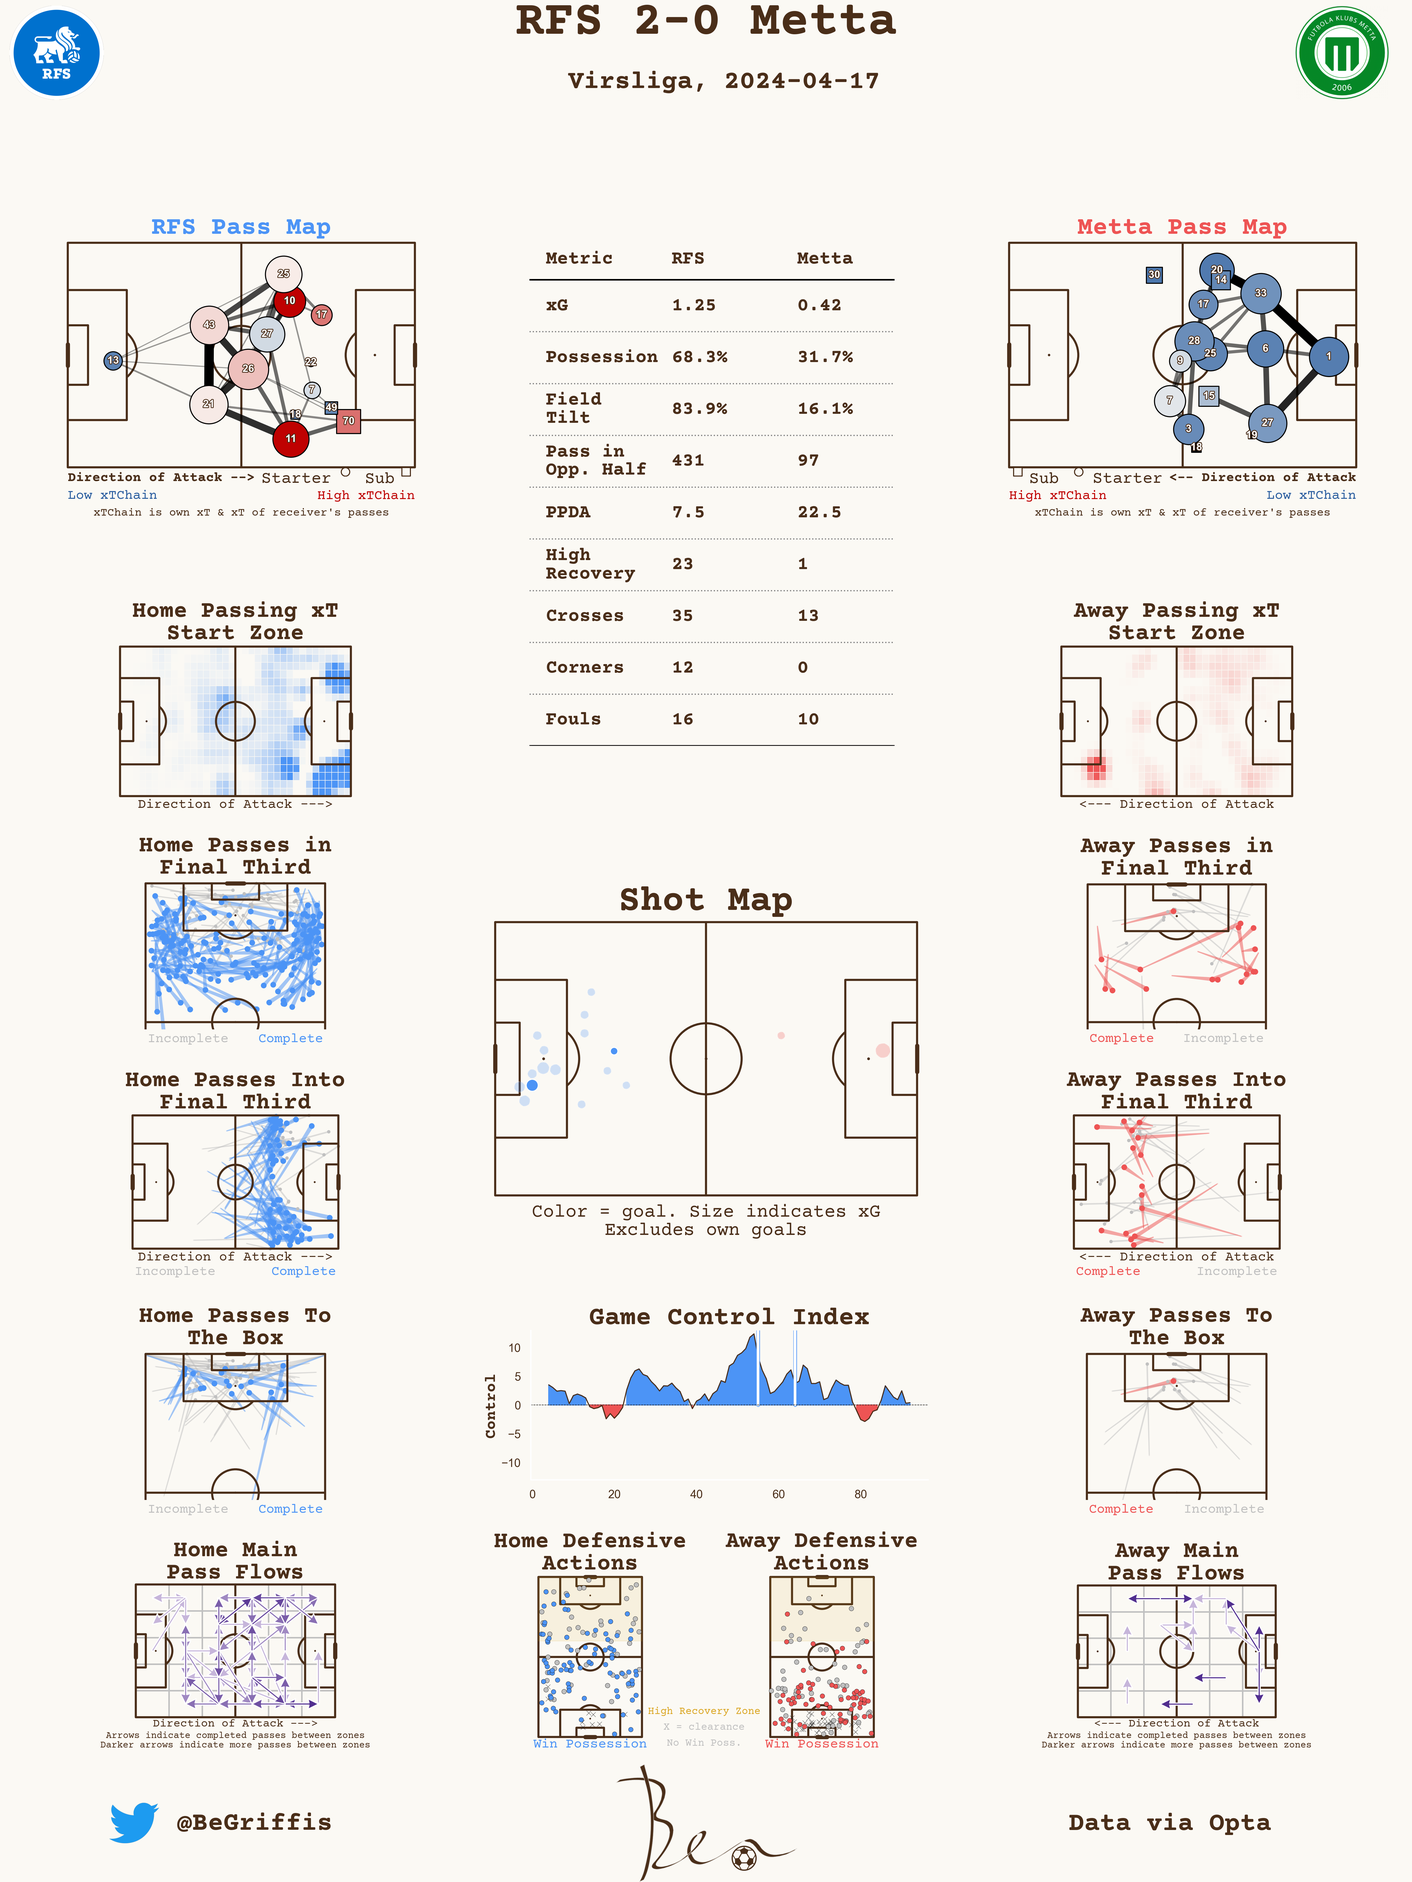 RFS 2-0 Metta
Virsliga, 2024-04-17
RFS
FUTBOLA KLUBS METTA
2006
RFS Pass Map
25
10
17
43
27
13
22
26
7
21
49
18
70
11
Direction of Attack --> Starter Sub
Low xTChain High xTChain
xTChain is own xT & xT of receiver's passes
Metric RFS Metta
xG 1.25 0.42
Possession 68.3% 31.7%
Field
Tilt 83.9% 16.1%
Pass in
Opp. Half 431 97
PPDA 7.5 22.5
High
Recovery 23 1
Crosses 35 13
Corners 12 0
Fouls 16 10
Metta Pass Map
20
30
14
33
17
28
6
25
9
1
15
7
27
3
19
18
Sub Starter <-- Direction of Attack
High xTChain Low xTChain
xTChain is own xT & xT of receiver's passes
Home Passing xT
Start Zone
Direction of Attack --->
Away Passing xT
Start Zone
<--- Direction of Attack
Home Passes in
Final Third
Incomplete Complete
Away Passes in
Final Third
Complete Incomplete
Shot Map
Color = goal. Size indicates xG
Excludes own goals
Home Passes Into
Final Third
Direction of Attack --->
Incomplete Complete
Away Passes Into
Final Third
<--- Direction of Attack
Complete Incomplete
Home Passes To
The Box
Incomplete Complete
Game Control Index
Control
10
5
0
−5
−10
0 20 40 60 80
Away Passes To
The Box
Complete Incomplete
Home Main
Pass Flows
Direction of Attack --->
Arrows indicate completed passes between zones
Darker arrows indicate more passes between zones
Home Defensive
Actions
Win Possession
Away Defensive
Actions
Win Possession
High Recovery Zone
X = clearance
No Win Poss.
Away Main
Pass Flows
<--- Direction of Attack
Arrows indicate completed passes between zones
Darker arrows indicate more passes between zones
@BeGriffis
Ben
Data via Opta